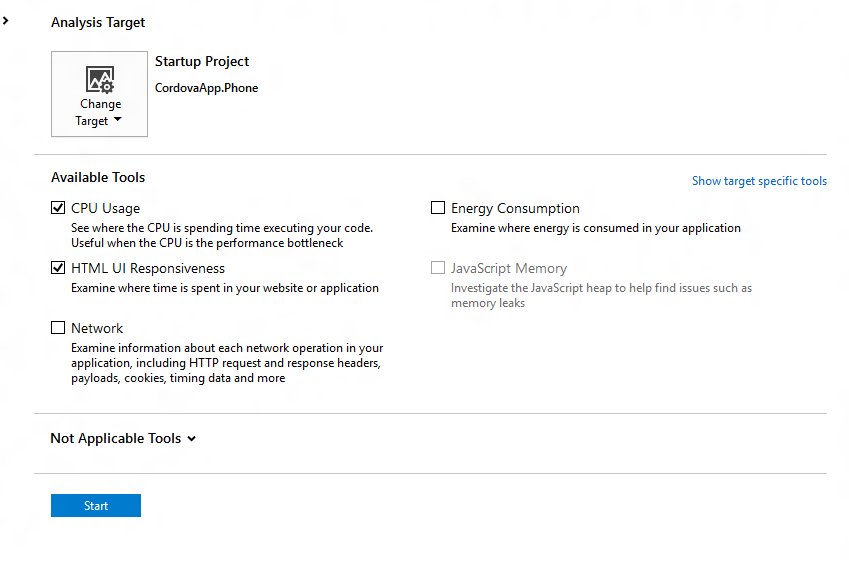 Analysis Target
Change
Target
Startup Project
CordovaApp.Phone
Available Tools
Show target specific tools
CPU Usage
See where the CPU is spending time executing your code.
Useful when the CPU is the performance bottleneck
HTML UI Responsiveness
Examine where time is spent in your website or application
Network
Examine information about each network operation in your
application, including HTTP request and response headers,
payloads, cookies, timing data and more
Energy Consumption
Examine where energy is consumed in your application
JavaScript Memory
Investigate the JavaScript heap to help find issues such as
memory leaks
Not Applicable Tools
Start